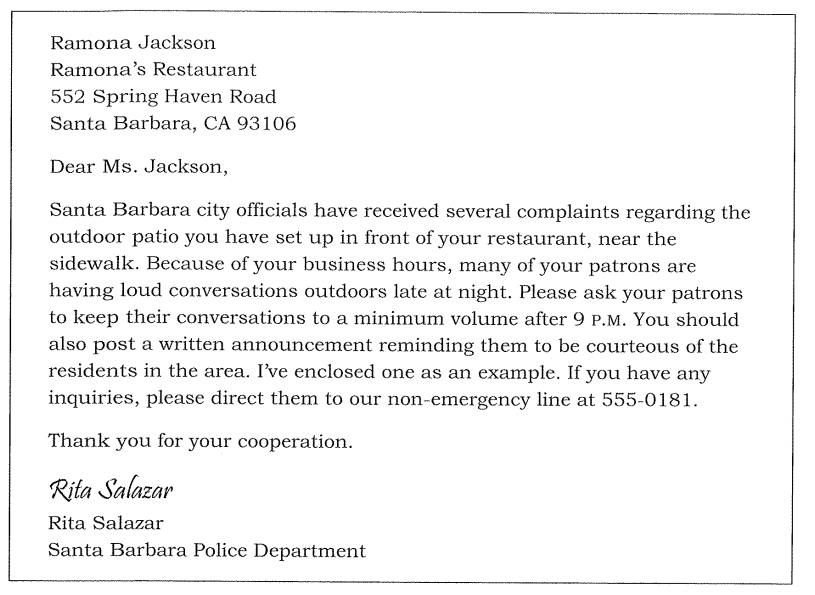 Ramona Jackson
Ramona's Restaurant
552 Spring Haven Road
Santa Barbara, CA 93106
Dear Ms. Jackson,
Santa Barbara city officials have received several complaints regarding the
outdoor patio you have set up in front of your restaurant, near the
sidewalk. Because of your business hours, many of your patrons are
having loud conversations outdoors late at night. Please ask your patrons
to keep their conversations to a minimum volume after 9 P.M. You should
also post a written announcement reminding them to be courteous of the
residents in the area. I've enclosed one as an example. If you have any
inquiries, please direct them to our non-emergency line at 555-0181.
Thank you for your cooperation.
Rita Salazar
Rita Salazar
Santa Barbara Police Department